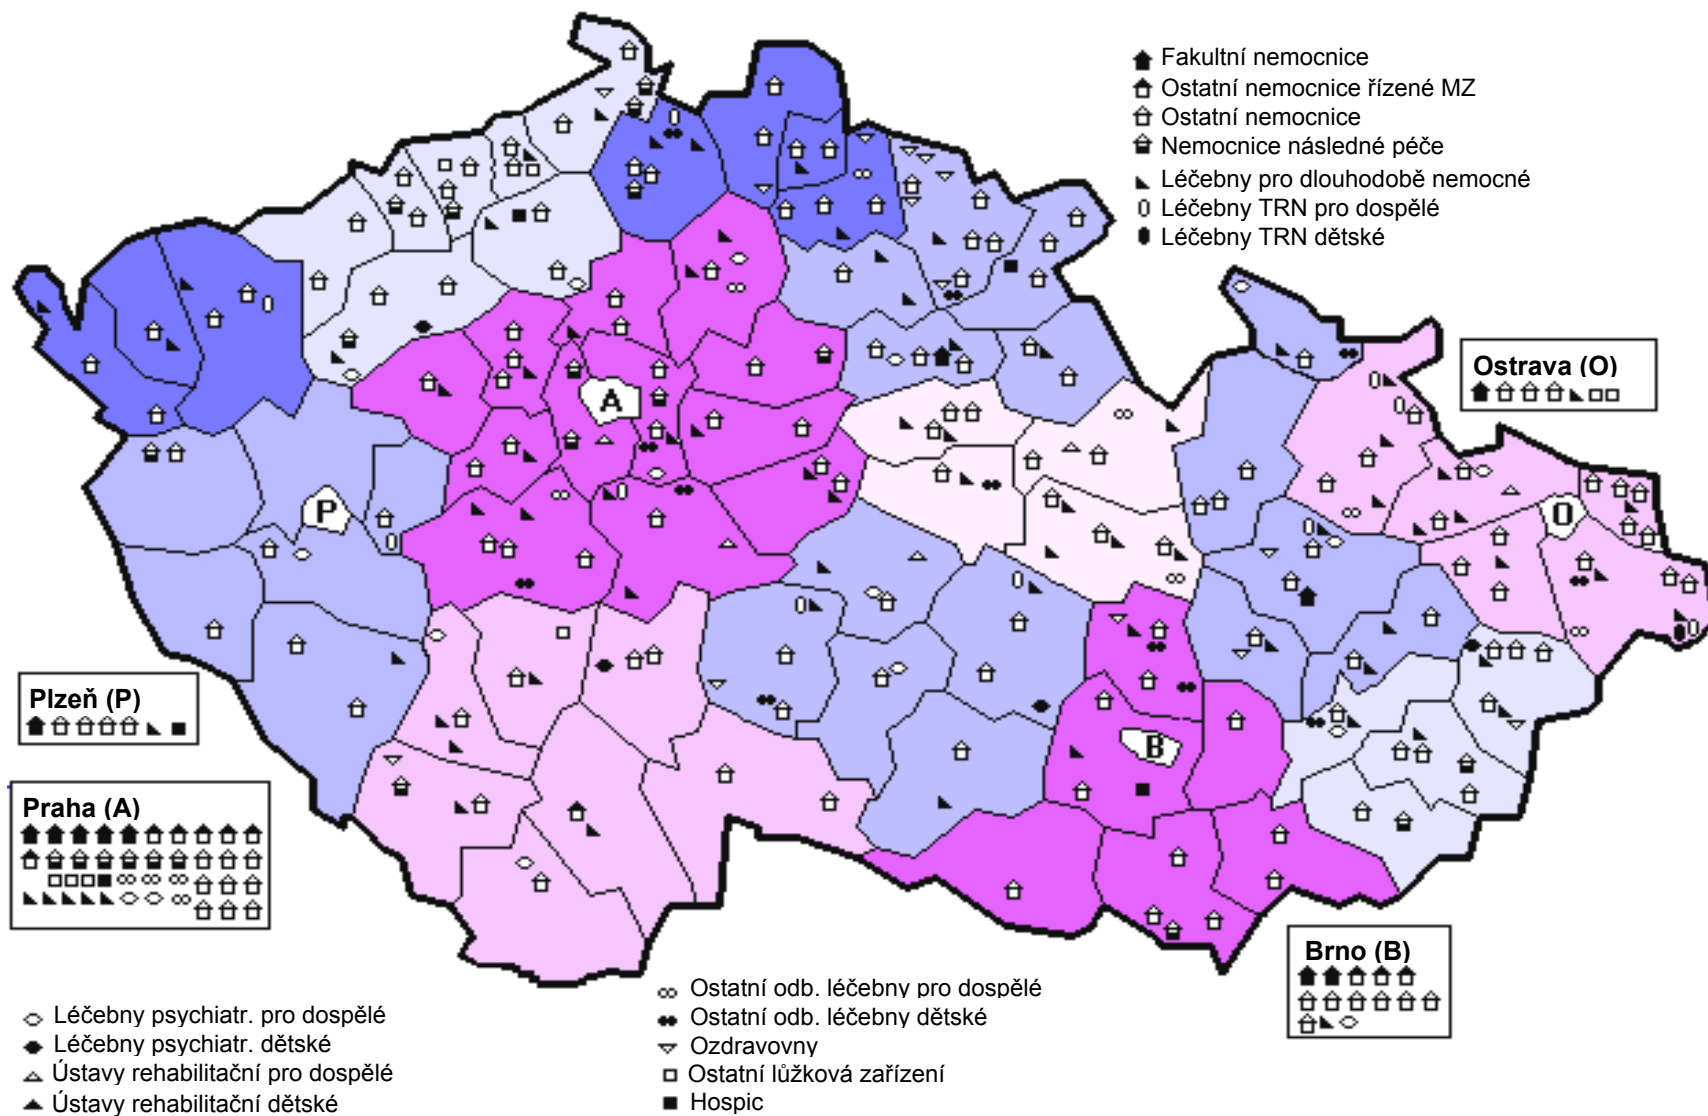 Fakultní nemocnice
Ostatní nemocnice řízené MZ
Ostatní nemocnice
Nemocnice následné péče
Léčebny pro dlouhodobě nemocné
Léčebny TRN pro dospělé
Léčebny TRN dětské
Ostrava (O)
A
P
O
B
Plzeň (P)
Praha (A)
Brno (B)
Léčebny psychiatr. pro dospělé
Léčebny psychiatr. dětské
Ústavy rehabilitační pro dospělé
Ústavy rehabilitační dětské
Ostatní odb. léčebny pro dospělé
Ostatní odb. léčebny dětské
Ozdravovny
Ostatní lůžková zařízení
Hospic